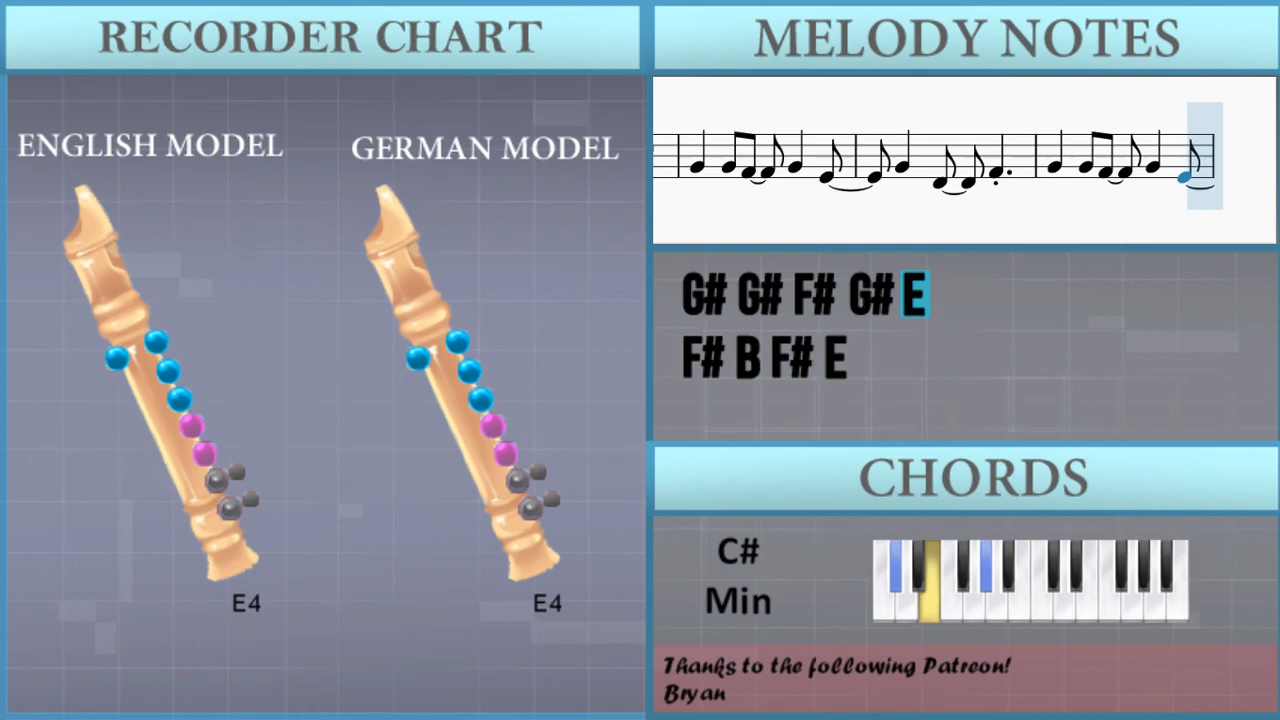 RECORDER CHART
ENGLISH MODEL
GERMAN MODEL
E4
E4
MELODY NOTES
G# G# F# G# E
F# B F# E
CHORDS
C#
Min
Thanks to the following Patreon!
Bryan